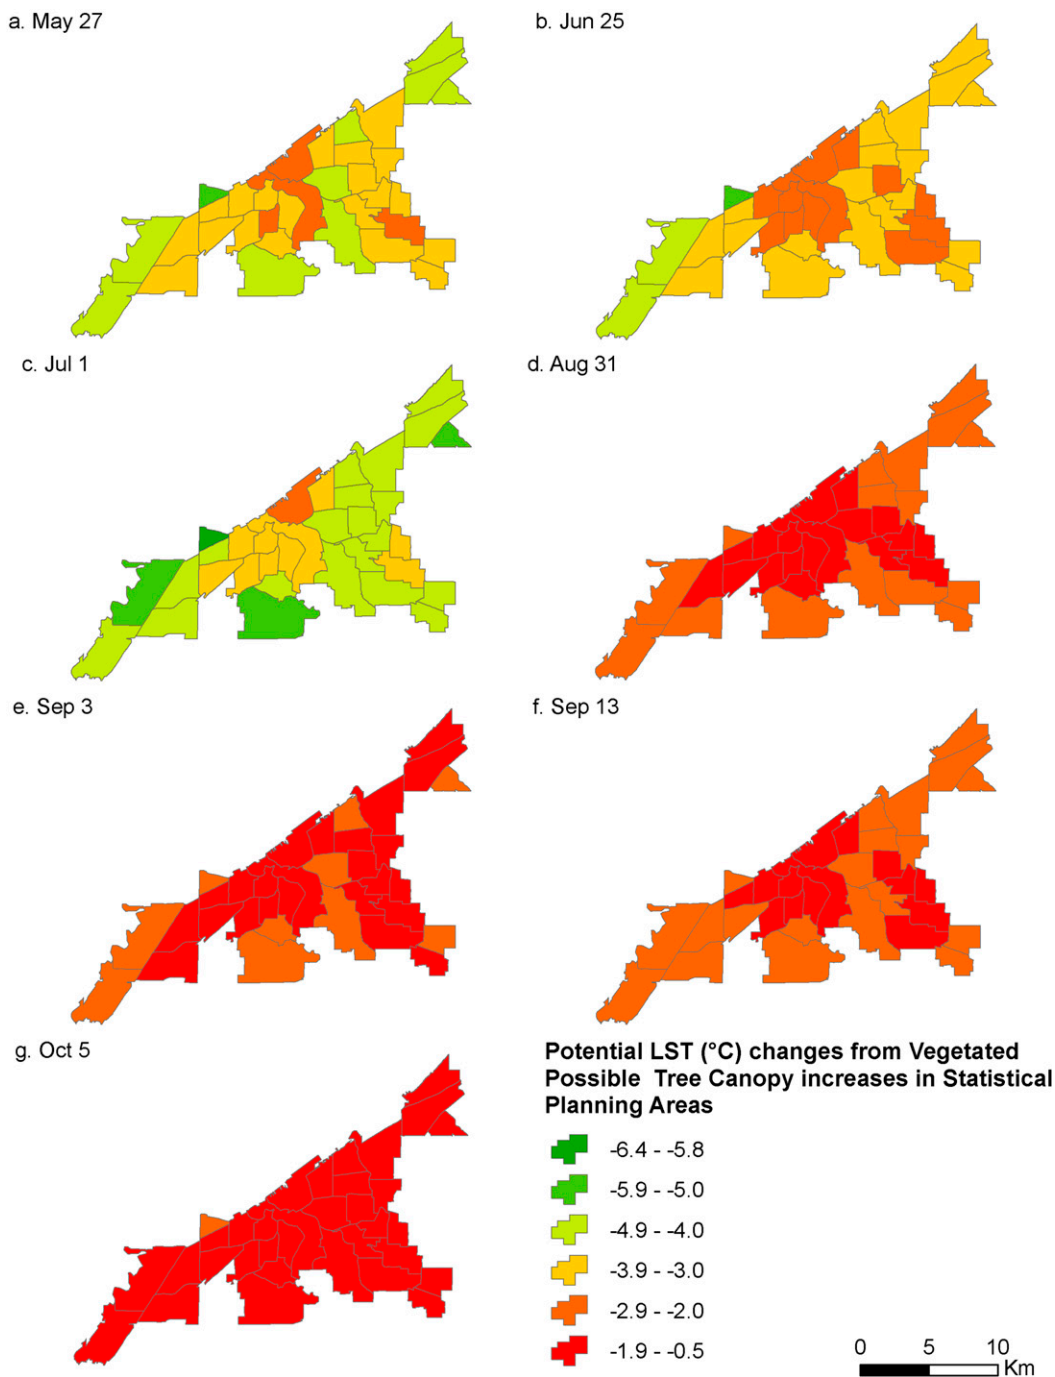 a. May 27
b. Jun 25
c. Jul 1
d. Aug 31
e. Sep 3
f. Sep 13
g. Oct 5
Potential LST (°C) changes from Vegetated
Possible Tree Canopy increases in Statistical
Planning Areas
-6.4 - -5.8
-5.9 - -5.0
-4.9 - -4.0
-3.9 - -3.0
-2.9 - -2.0
-1.9 - -0.5
0 5 10
Km